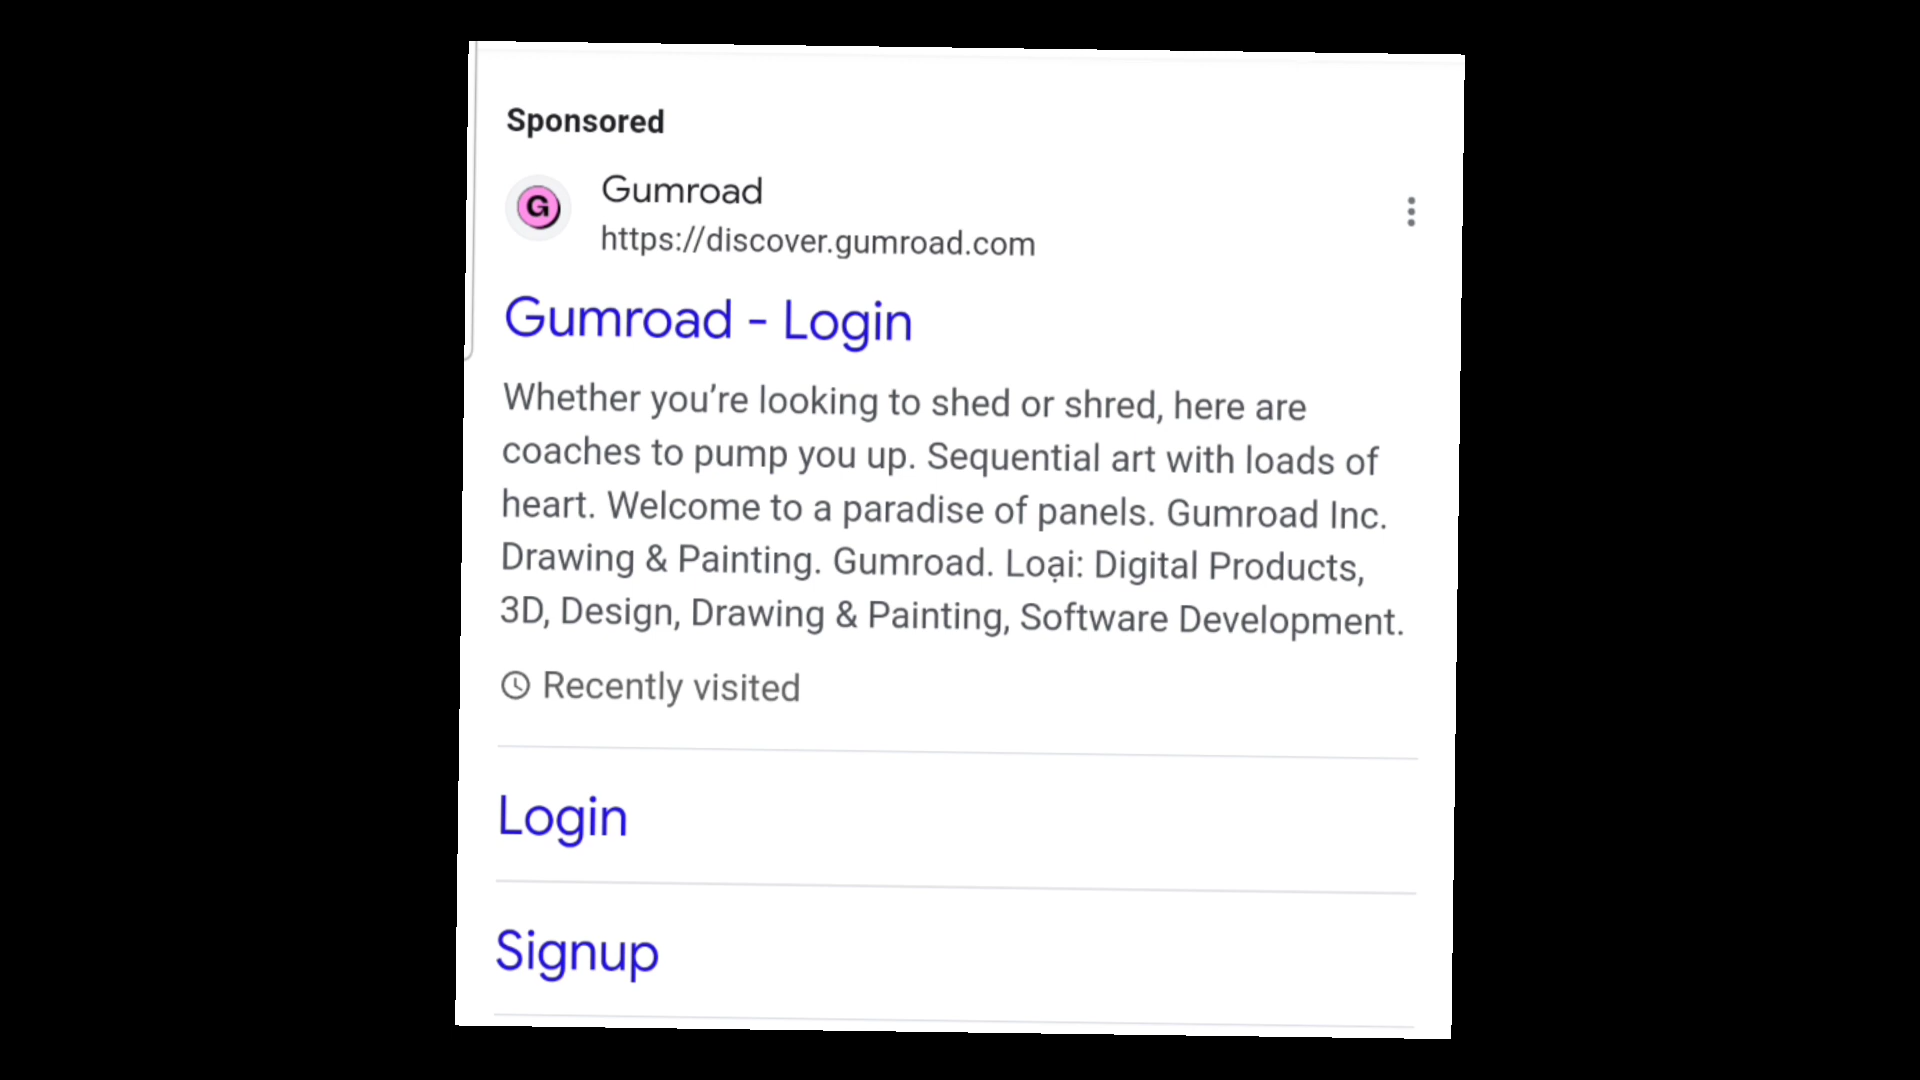 Sponsored
G
Gumroad
https://discover.gumroad.com
Gumroad - Login
Whether you’re looking to shed or shred, here are
coaches to pump you up. Sequential art with loads of
heart. Welcome to a paradise of panels. Gumroad Inc.
Drawing & Painting. Gumroad. Loại: Digital Products,
3D, Design, Drawing & Painting, Software Development.
Recently visited
Login
Signup